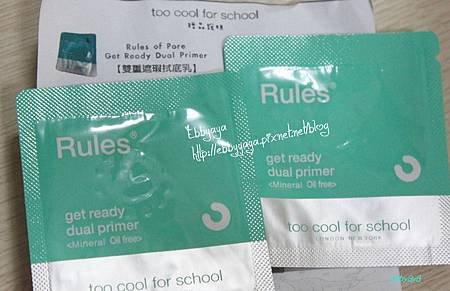 too cool for school
Rules of Pore
Get Ready Dual Primer
【雙重遮瑕拭底乳】
Rules®
get ready
dual primer
<Mineral Oil free>
too cool for school
Rules®
get ready
dual primer
<Mineral Oil free>
too cool for school
LONDON NEW YORK
Ebbyaya
http://ebbyyaya.pixnet.net/blog